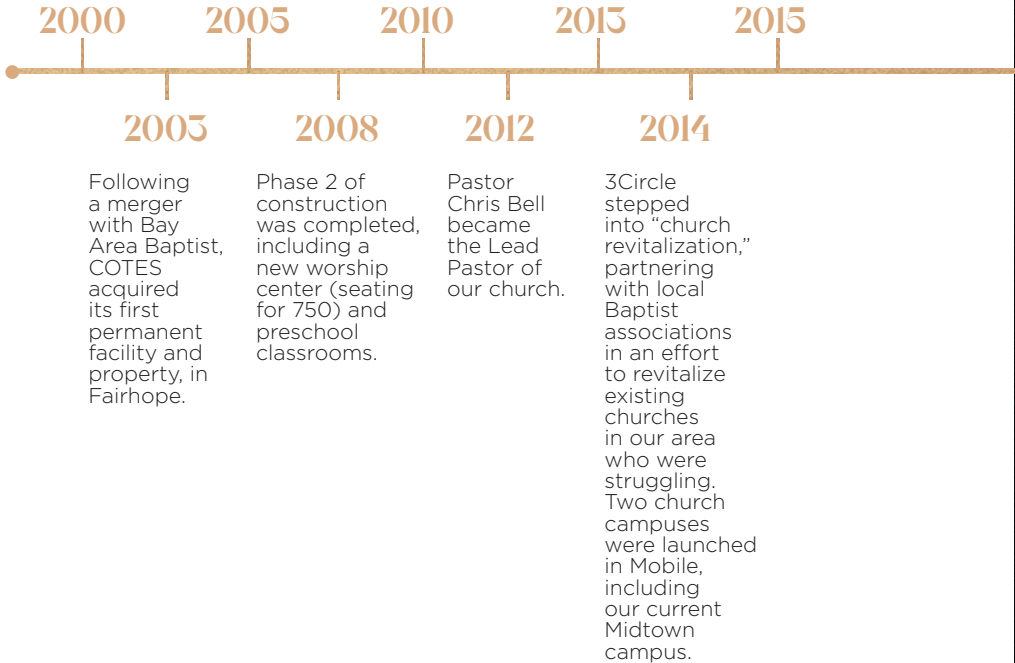 2000
2005
2010
2013
2015
2003
2008
2012
2014
Following
a merger
with Bay
Area Baptist,
COTES
acquired
its first
permanent
facility and
property, in
Fairhope.
Phase 2 of
construction
was completed,
including a
new worship
center (seating
for 750) and
preschool
classrooms.
Pastor
Chris Bell
became
the Lead
Pastor of
our church.
3Circle
stepped
into “church
revitalization,”
partnering
with local
Baptist
associations
in an effort
to revitalize
existing
churches
in our area
who were
struggling.
Two church
campuses
were launched
in Mobile,
including
our current
Midtown
campus.